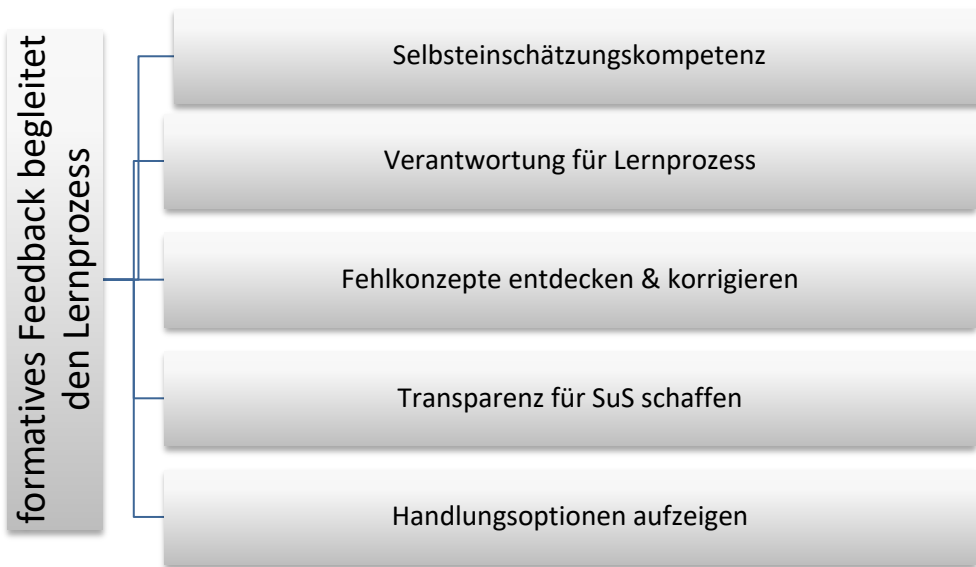 formatives Feedback begleitet
den Lernprozess
Selbsteinschätzungskompetenz
Verantwortung für Lernprozess
Fehlkonzepte entdecken & korrigieren
Transparenz für SuS schaffen
Handlungsoptionen aufzeigen